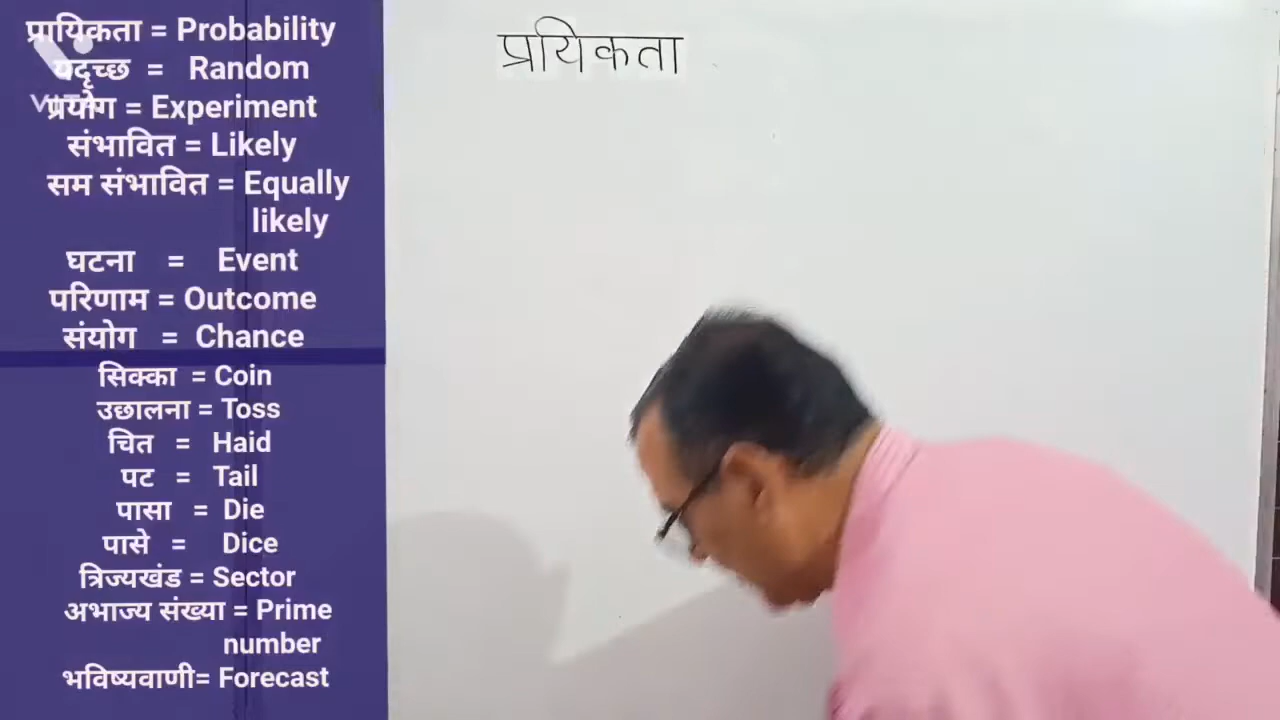 प्रायिकता = Probability
यदृच्छ = Random
प्रयोग = Experiment
संभावित = Likely
सम संभावित = Equally
likely
घटना = Event
परिणाम = Outcome
संयोग = Chance
सिक्का = Coin
उछालना = Toss
चित = Haid
पट = Tail
पासा = Die
पासे = Dice
त्रिज्यखंड = Sector
अभाज्य संख्या = Prime
number
भविष्यवाणी= Forecast
प्रयिकता